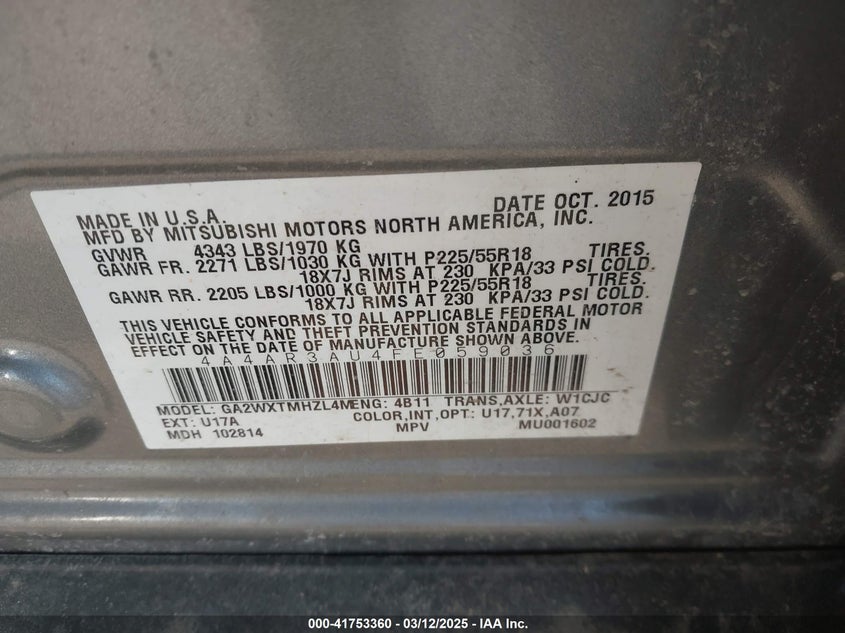 MADE IN U.S.A. DATE OCT. 2015
MFD BY MITSUBISHI MOTORS NORTH AMERICA, INC.
GVWR 4343 LBS/1970 KG
GAWR FR. 2271 LBS/1030 KG WITH P225/55R18 TIRES.
18X7J RIMS AT 230 KPA/33 PSI COLD.
GAWR RR. 2205 LBS/1000 KG WITH P225/55R18 TIRES.
18X7J RIMS AT 230 KPA/33 PSI COLD.
THIS VEHICLE CONFORMS TO ALL APPLICABLE FEDERAL MOTOR
VEHICLE SAFETY AND THEFT PREVENTION STANDARDS IN
EFFECT ON THE DATE OF MANUFACTURE SHOWN ABOVE.
4A4AR3AU4FE059036
MODEL: GA2WXTMHZL4MENG: 4B11 TRANS,AXLE: W1CJC
EXT: U17A COLOR,INT,OPT: U17,71X,A07
MDH 102814 MPV MU001602
000-41753360 - 03/12/2025 - IAA Inc.